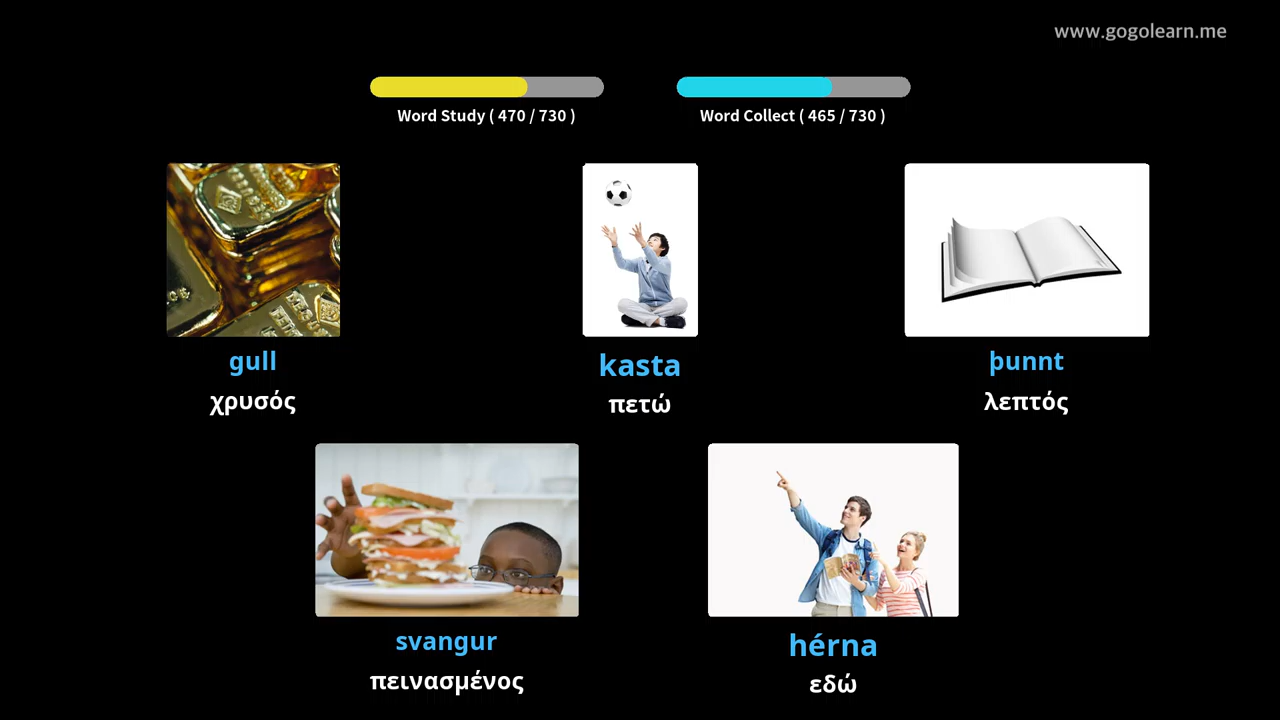 www.gogolearn.me
Word Study ( 470 / 730 )
Word Collect ( 465 / 730 )
gull
χρυσός
kasta
πετώ
þunnt
λεπτός
svangur
πεινασμένος
hérna
εδώ